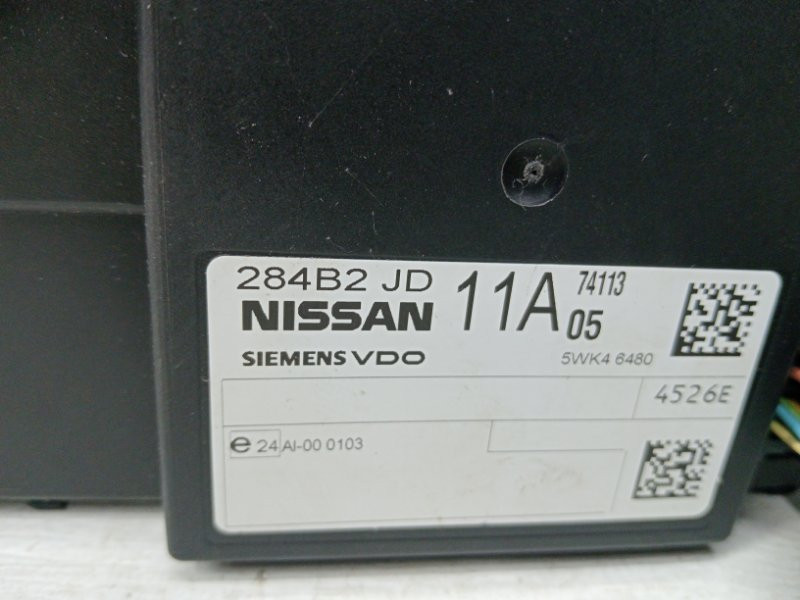 284B2 JD 11A 74113
NISSAN 05
SIEMENS VDO 5WK4 6480
4526E
e 24 AI-00 0103